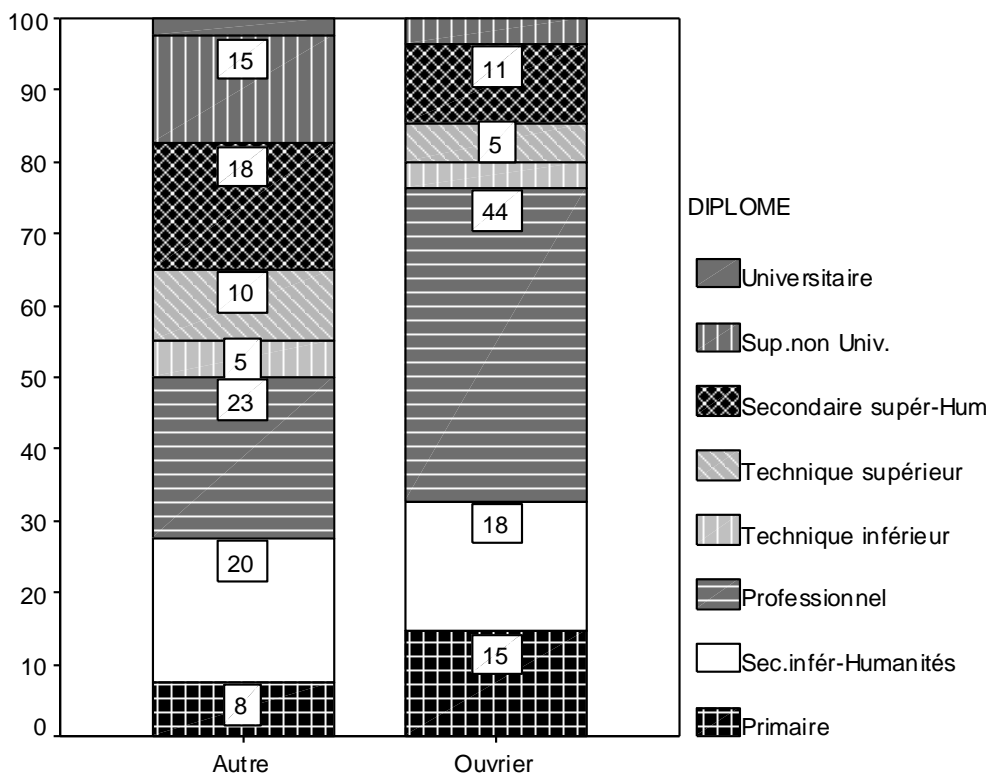 100
90
80
70
60
50
40
30
20
10
0
15
18
10
5
23
20
8
11
5
44
18
15
Autre
Ouvrier
DIPLOME
Universitaire
Sup.non Univ.
Secondaire supér-Hum
Technique supérieur
Technique inférieur
Professionnel
Sec.infér-Humanités
Primaire